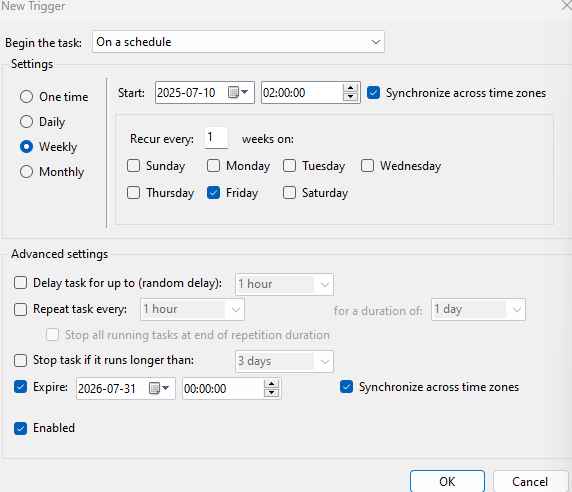 New Trigger
Begin the task: On a schedule
Settings
One time
Daily
Weekly
Monthly
Start: 2025-07-10 02:00:00 Synchronize across time zones
Recur every: 1 weeks on:
Sunday Monday Tuesday Wednesday
Thursday Friday Saturday
Advanced settings
Delay task for up to (random delay): 1 hour
Repeat task every: 1 hour for a duration of: 1 day
Stop all running tasks at end of repetition duration
Stop task if it runs longer than: 3 days
Expire: 2026-07-31 00:00:00 Synchronize across time zones
Enabled
OK Cancel